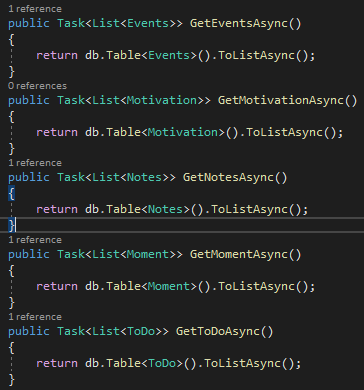 1 reference
public Task<List<Events>> GetEventsAsync()
{
return db.Table<Events>().ToListAsync();
}
0 references
public Task<List<Motivation>> GetMotivationAsync()
{
return db.Table<Motivation>().ToListAsync();
}
1 reference
public Task<List<Notes>> GetNotesAsync()
{
return db.Table<Notes>().ToListAsync();
}
1 reference
public Task<List<Moment>> GetMomentAsync()
{
return db.Table<Moment>().ToListAsync();
}
1 reference
public Task<List<ToDo>> GetToDoAsync()
{
return db.Table<ToDo>().ToListAsync();
}